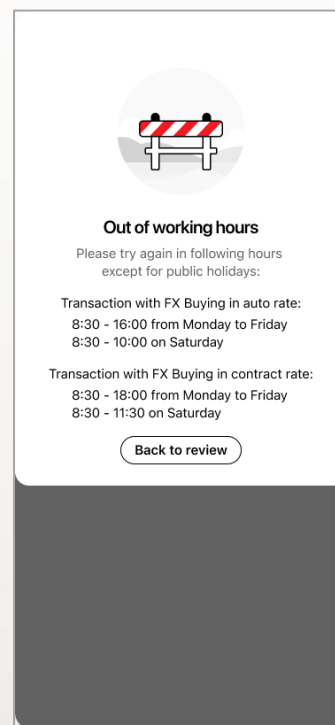 Out of working hours
Please try again in following hours
except for public holidays:
Transaction with FX Buying in auto rate:
8:30 - 16:00 from Monday to Friday
8:30 - 10:00 on Saturday
Transaction with FX Buying in contract rate:
8:30 - 18:00 from Monday to Friday
8:30 - 11:30 on Saturday
Back to review